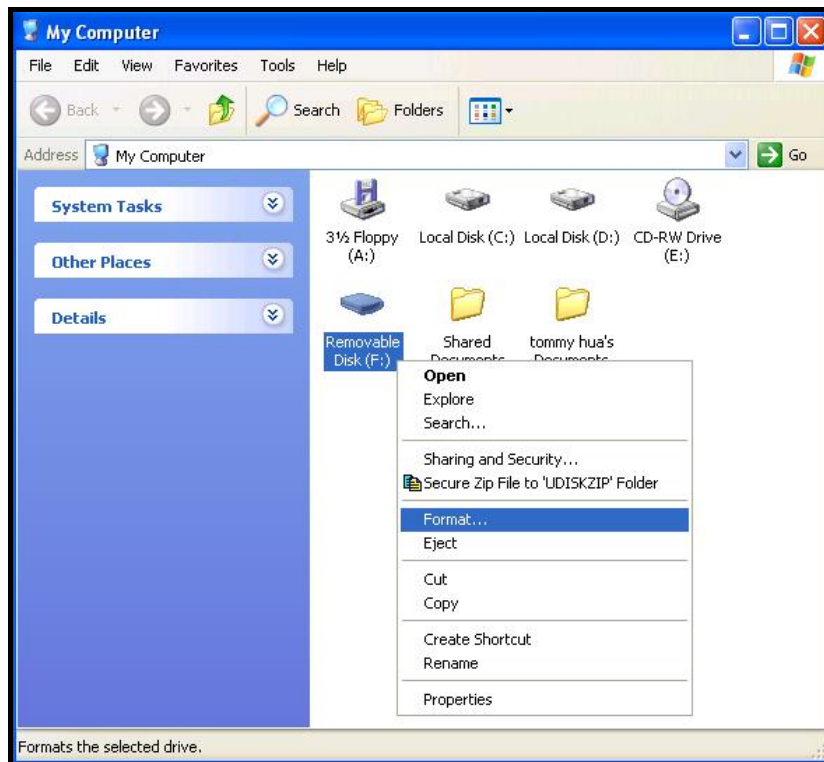 My Computer
File Edit View Favorites Tools Help
Back Search Folders
Address My Computer Go
System Tasks
Other Places
Details
3½ Floppy (A:)
Local Disk (C:)
Local Disk (D:)
CD-RW Drive (E:)
Removable Disk (F:)
Shared Documents
tommy hua's Documents
Open
Explore
Search...
Sharing and Security...
Secure Zip File to 'UDISKZIP' Folder
Format...
Eject
Cut
Copy
Create Shortcut
Rename
Properties
Formats the selected drive.